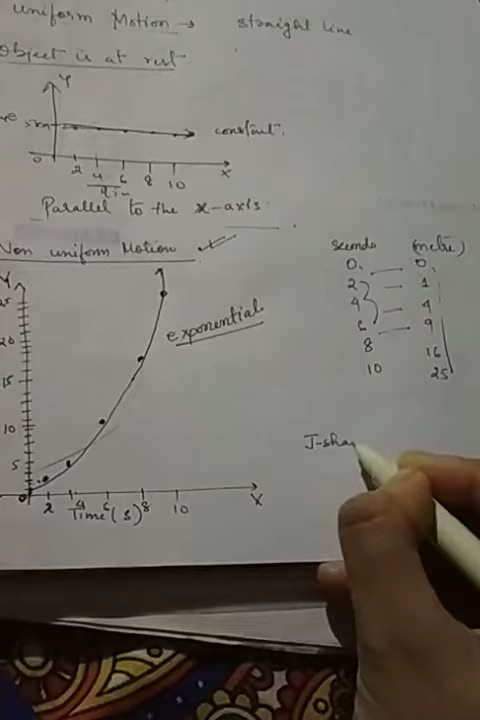 uniform Motion → straight line
Object is at rest
Y
5km
constant.
0
2 4 6 8 10 X
Parallel to the x-axis.
Non uniform Motion.
seconds (metre)
0 0
2 1
4 4
6 9
8 16
10 25
Y
25
20
15
10
5
0
exponential
2 4 6 8 10 X
Time (s)
J-sha